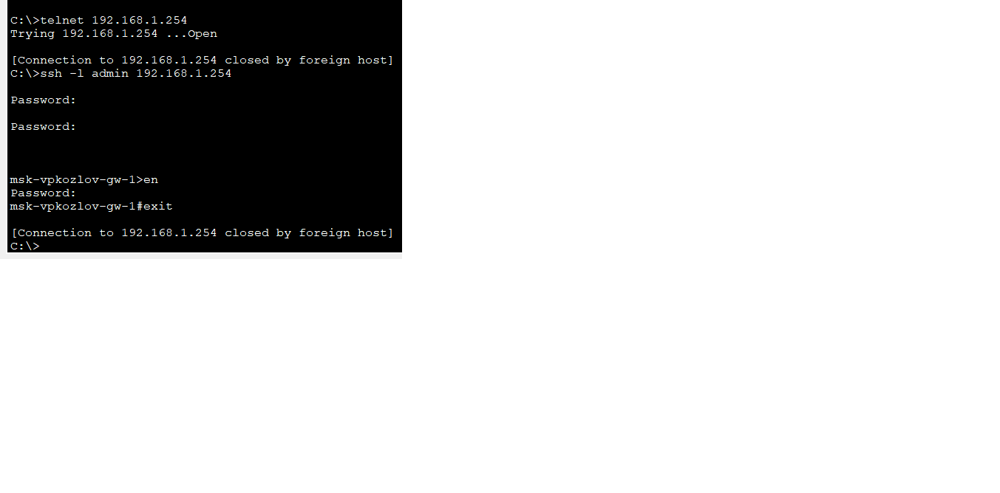 C:\>telnet 192.168.1.254
Trying 192.168.1.254 ...Open
[Connection to 192.168.1.254 closed by foreign host]
C:\>ssh -l admin 192.168.1.254
Password:
Password:
msk-vpkozlov-gw-1>en
Password:
msk-vpkozlov-gw-1#exit
[Connection to 192.168.1.254 closed by foreign host]
C:\>